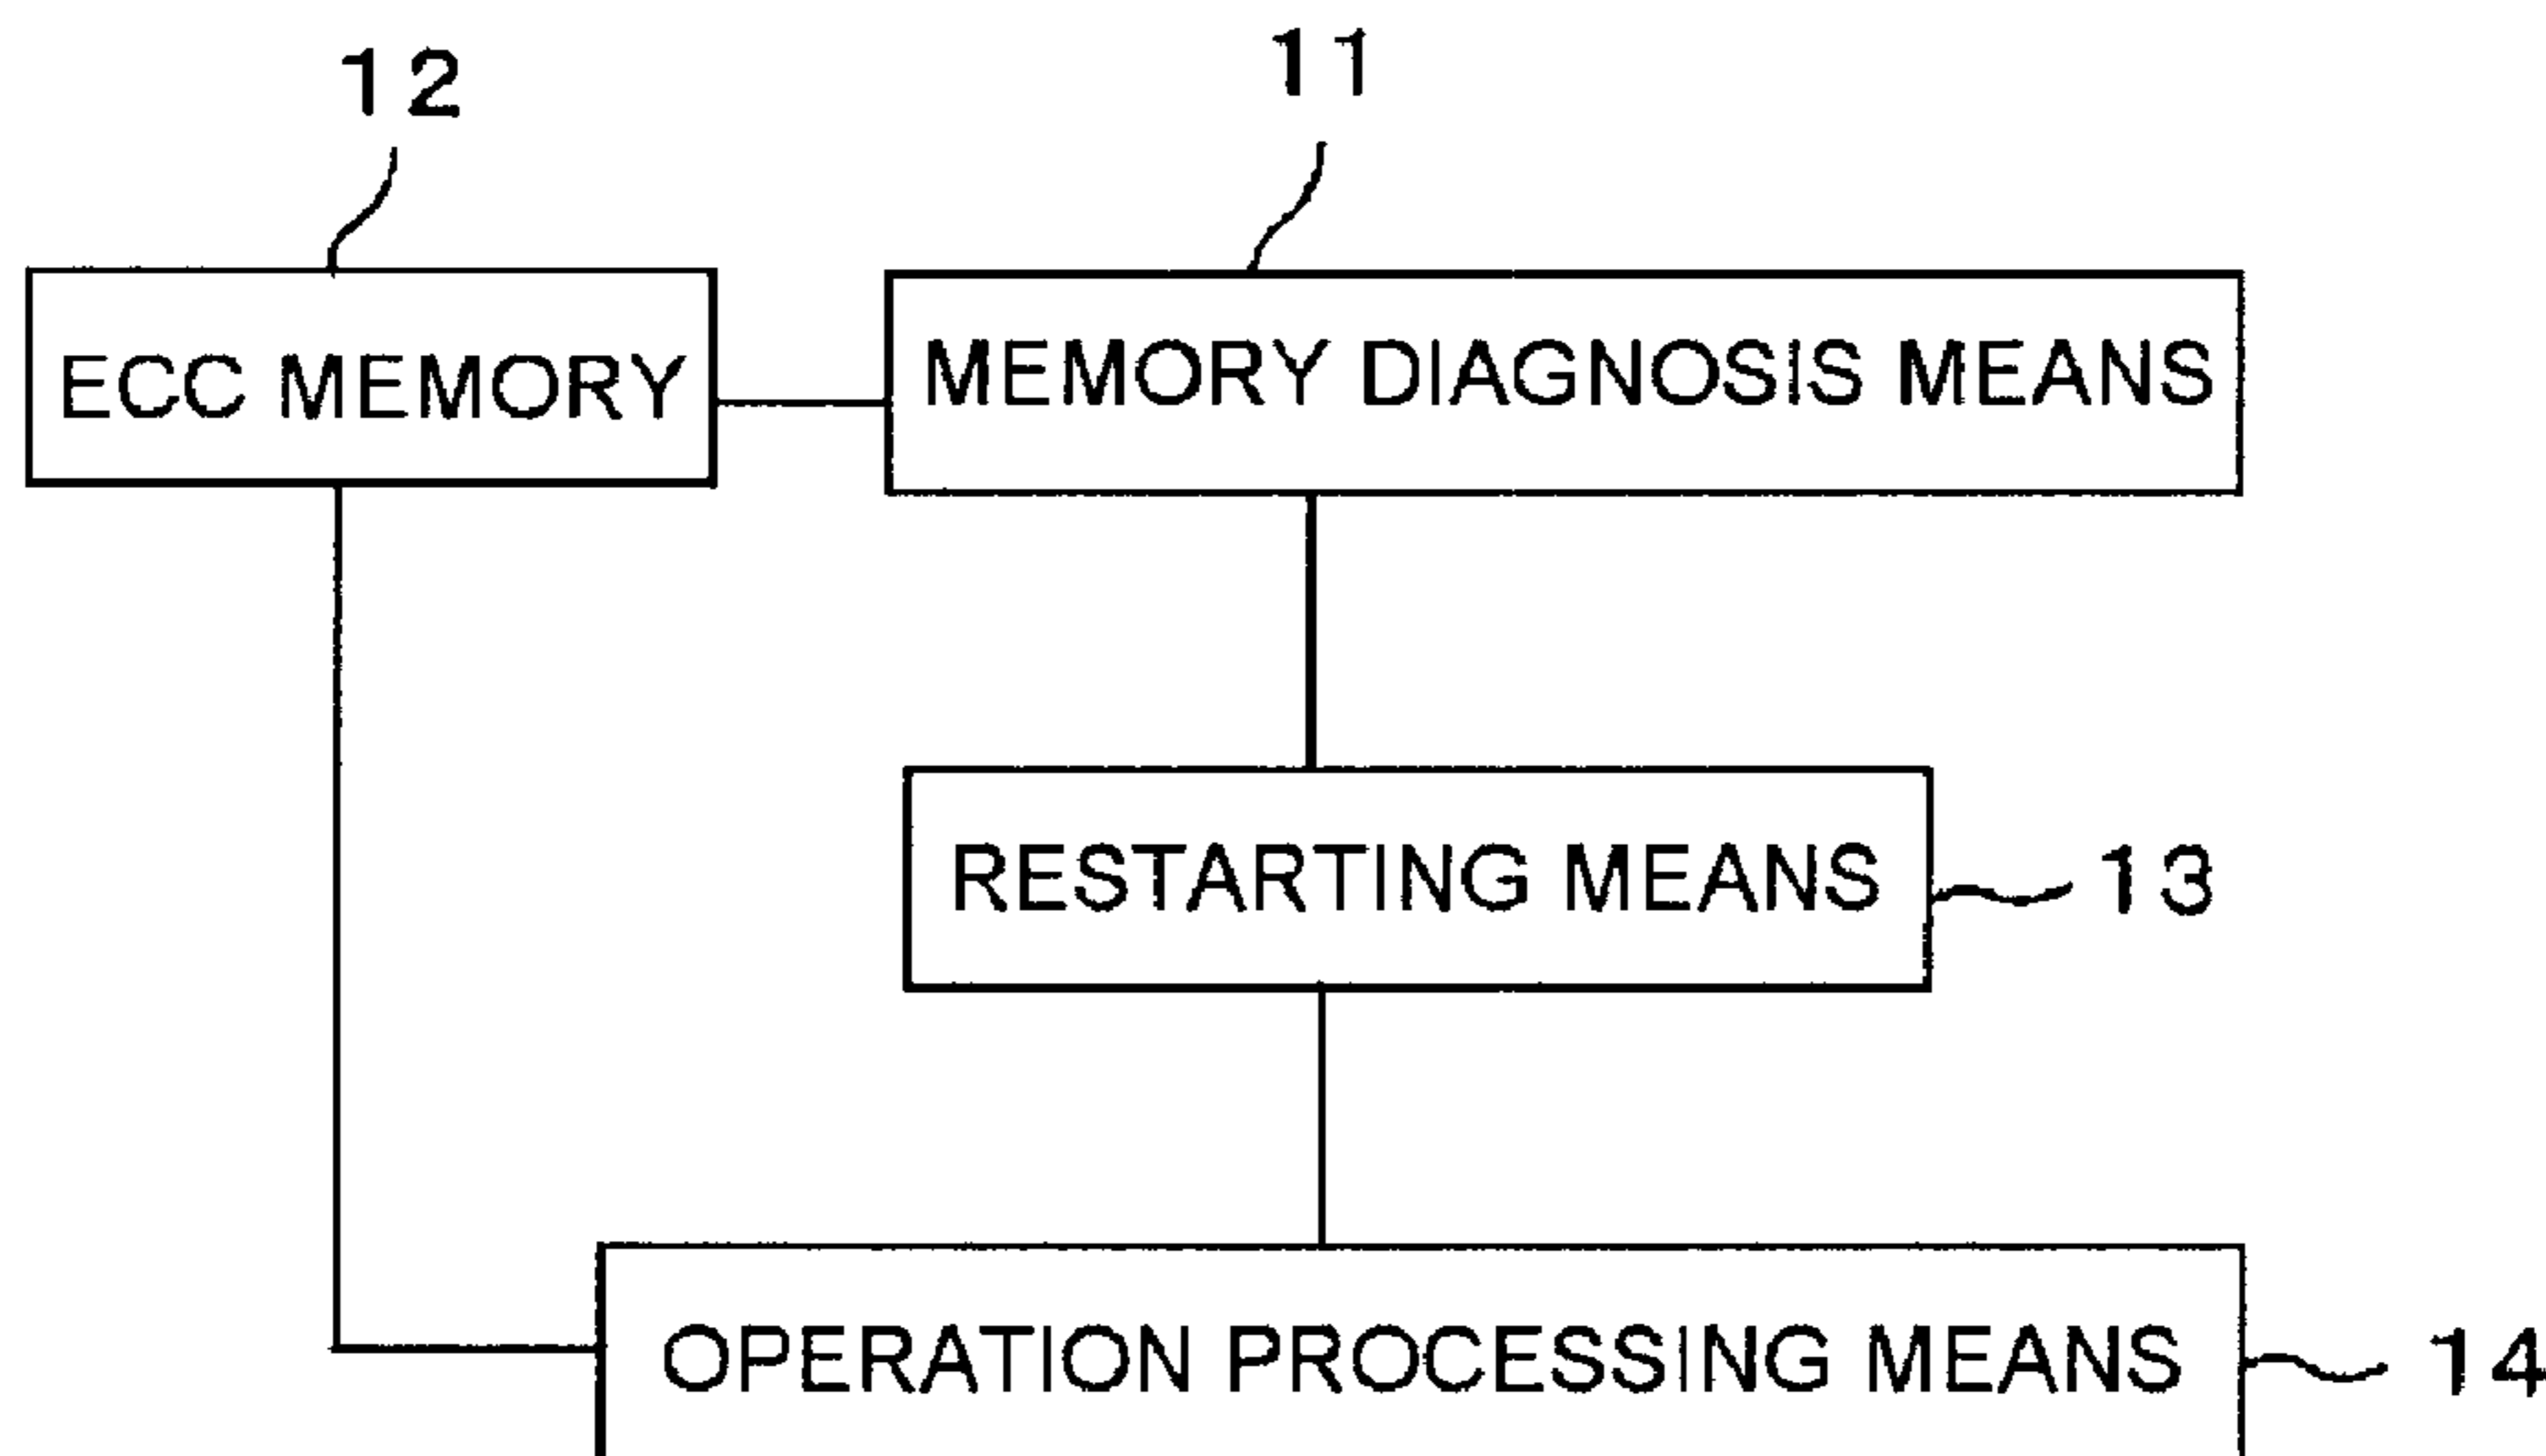 12
11
ECC MEMORY
MEMORY DIAGNOSIS MEANS
RESTARTING MEANS
13
OPERATION PROCESSING MEANS
14